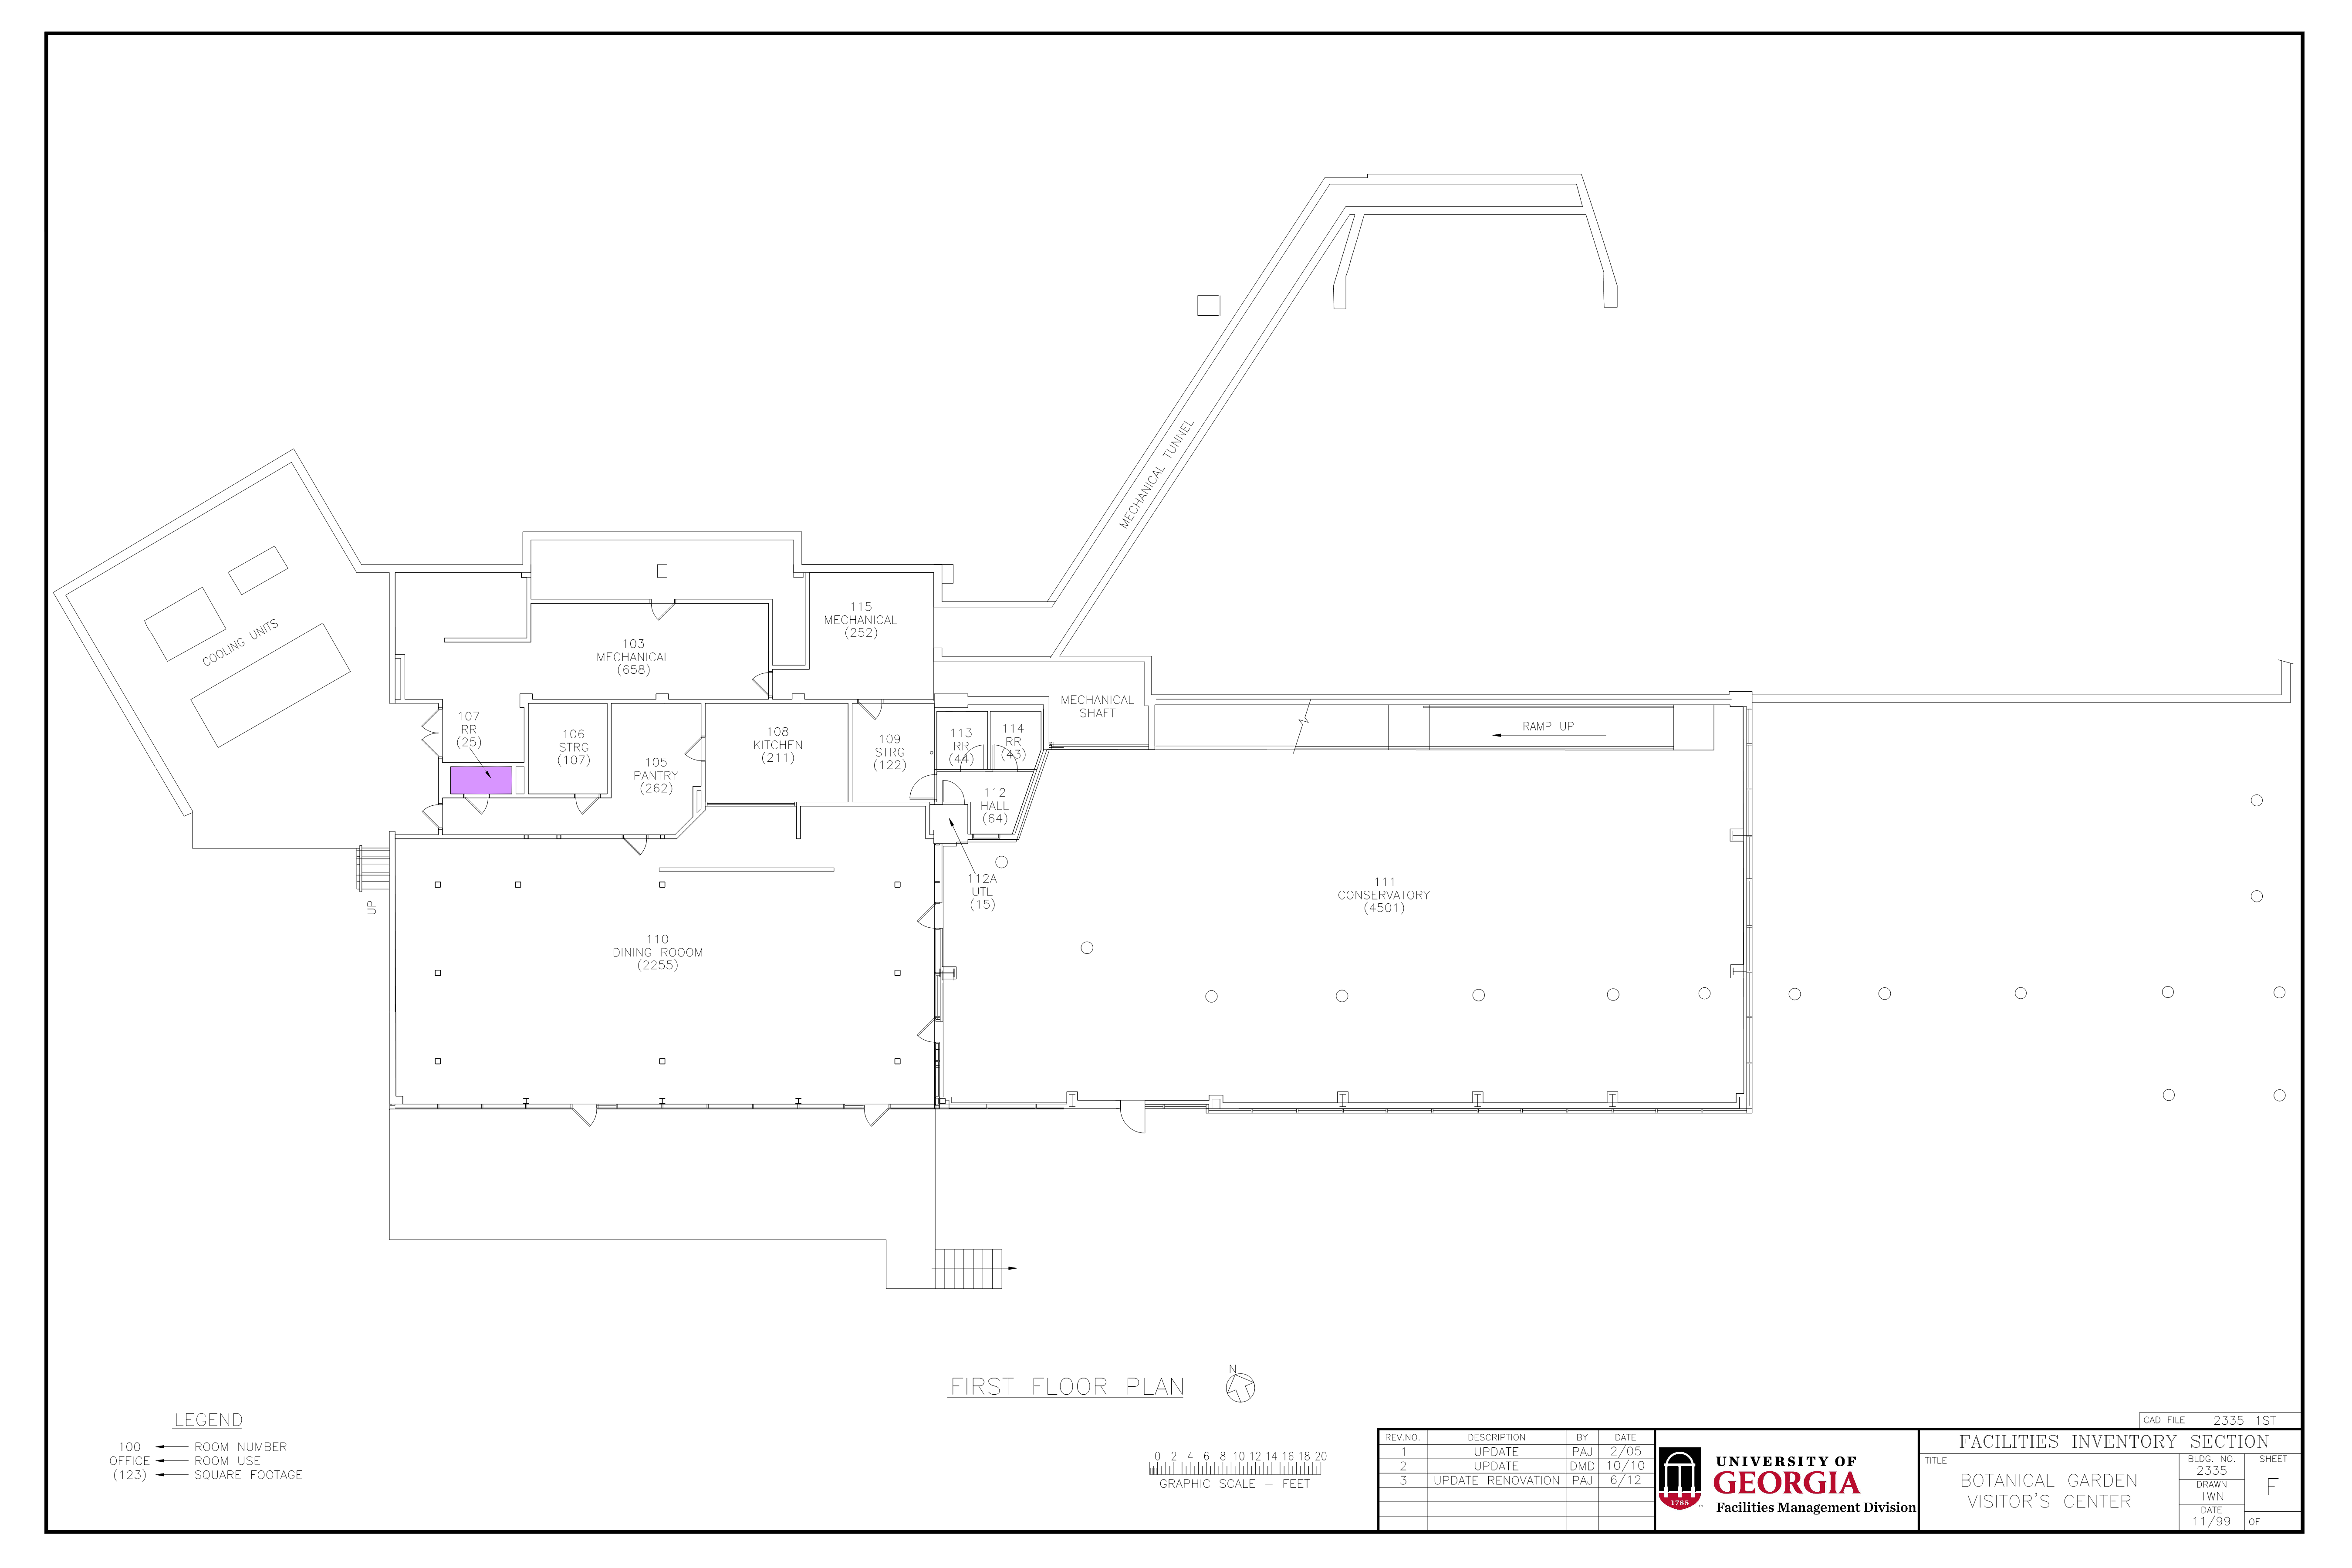 MECHANICAL TUNNEL
COOLING UNITS
115
MECHANICAL
(252)
103
MECHANICAL
(658)
MECHANICAL
SHAFT
107
RR
(25)
106
STRG
(107)
105
PANTRY
(262)
108
KITCHEN
(211)
109
STRG
(122)
113
RR
(44)
114
RR
(43)
RAMP UP
112
HALL
(64)
112A
UTL
(15)
111
CONSERVATORY
(4501)
UP
110
DINING ROOOM
(2255)
FIRST FLOOR PLAN
N
LEGEND
100 ROOM NUMBER
OFFICE ROOM USE
(123) SQUARE FOOTAGE
0 2 4 6 8 10 12 14 16 18 20
GRAPHIC SCALE - FEET
CAD FILE 2335-1ST
REV.NO. DESCRIPTION BY DATE
1 UPDATE PAJ 2/05
2 UPDATE DMD 10/10
3 UPDATE RENOVATION PAJ 6/12
1785
UNIVERSITY OF
GEORGIA
Facilities Management Division
FACILITIES INVENTORY SECTION
TITLE
BOTANICAL GARDEN
VISITOR'S CENTER
BLDG. NO.
2335
DRAWN
TWN
DATE
11/99
SHEET
F
OF